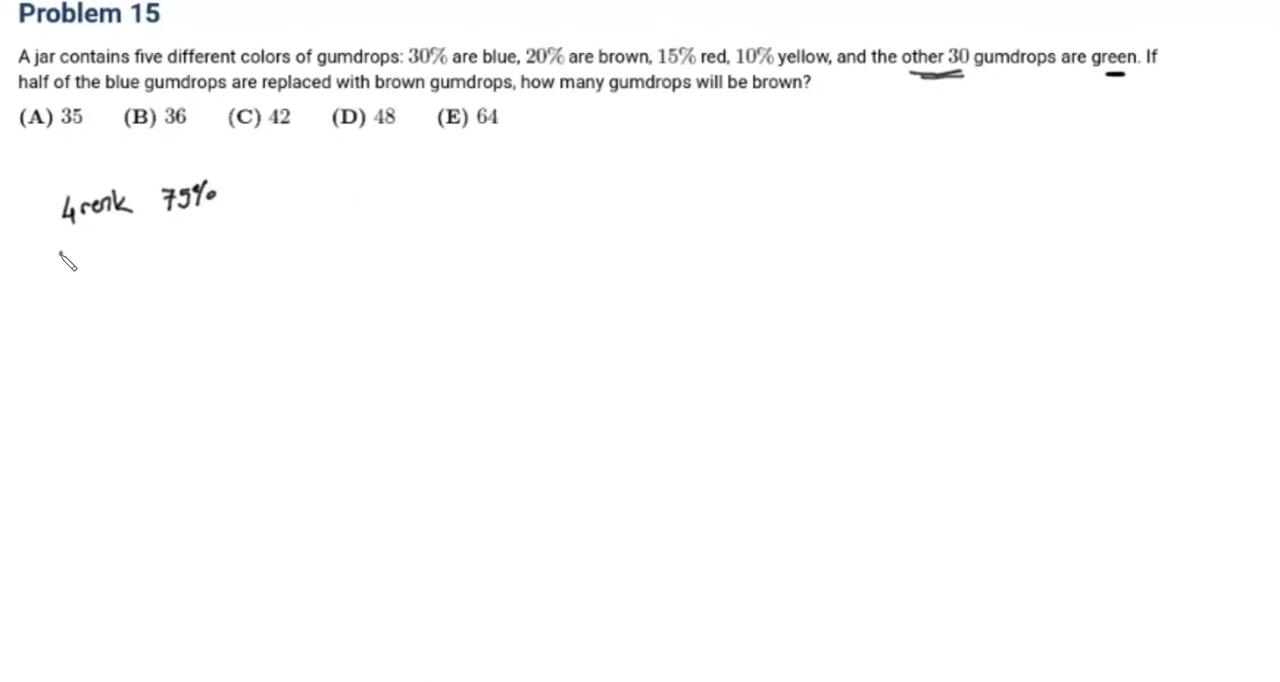 Problem 15
A jar contains five different colors of gumdrops: 30% are blue, 20% are brown, 15% red, 10% yellow, and the other 30 gumdrops are green. If
half of the blue gumdrops are replaced with brown gumdrops, how many gumdrops will be brown?
(A) 35 (B) 36 (C) 42 (D) 48 (E) 64
4 renk 75%